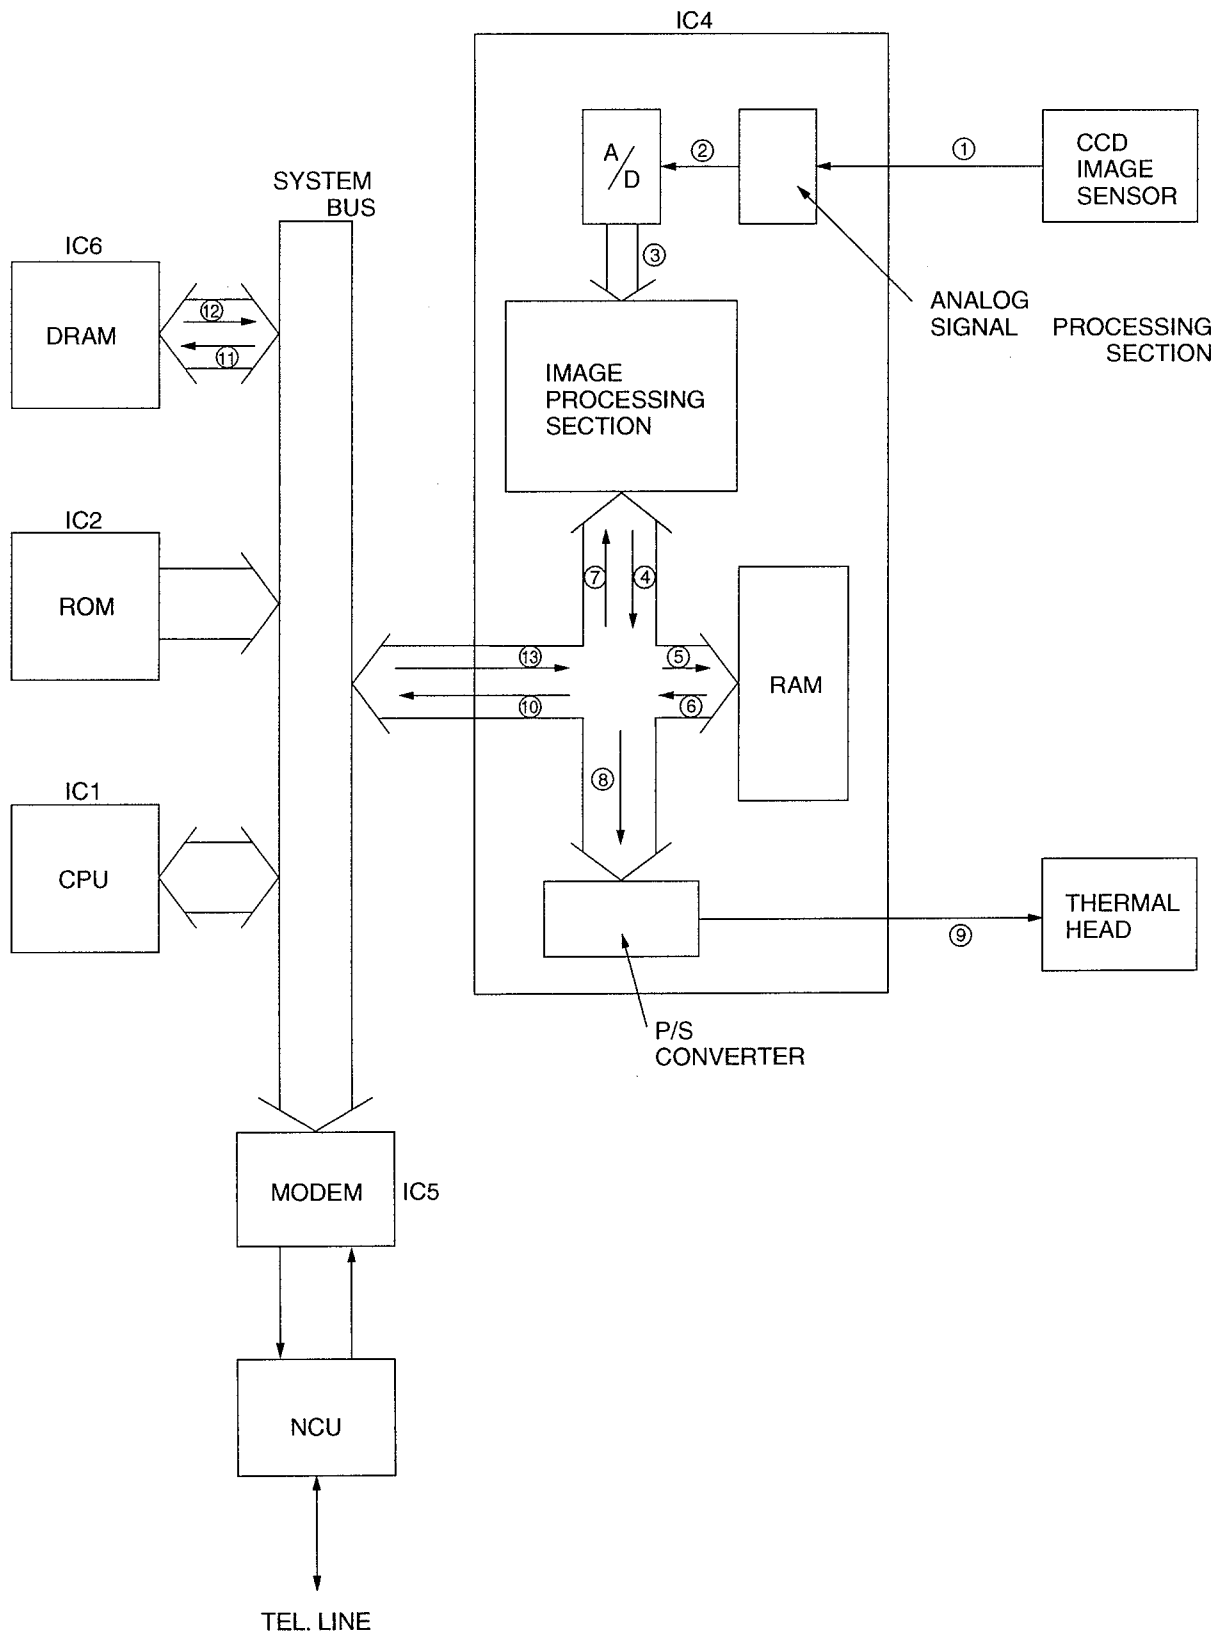 IC4
A/D
②
①
CCD
IMAGE
SENSOR
SYSTEM
BUS
③
IC6
DRAM
⑫
⑪
ANALOG
SIGNAL PROCESSING
SECTION
IMAGE
PROCESSING
SECTION
IC2
ROM
⑦
④
⑬
⑤
⑩
⑥
RAM
⑧
IC1
CPU
THERMAL
HEAD
⑨
P/S
CONVERTER
MODEM
IC5
NCU
TEL. LINE